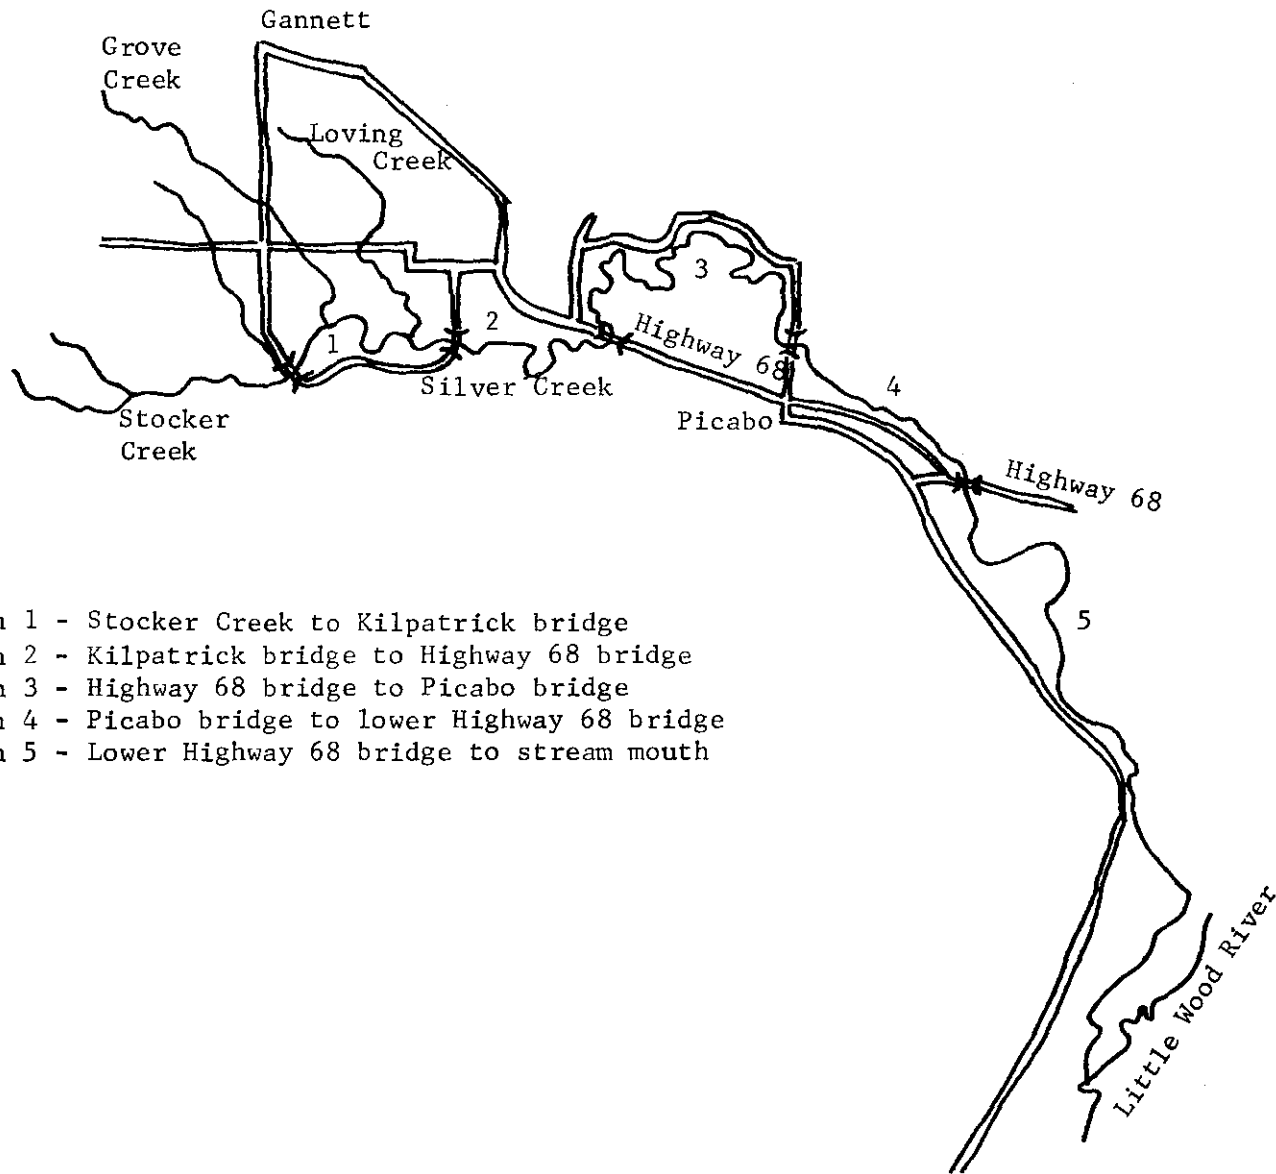 Gannett
Grove
Creek
Loving
Creek
3
2
1
Highway 68
4
Silver Creek
Stocker
Creek
Picabo
Highway 68
5
1 - Stocker Creek to Kilpatrick bridge
2 - Kilpatrick bridge to Highway 68 bridge
3 - Highway 68 bridge to Picabo bridge
4 - Picabo bridge to lower Highway 68 bridge
5 - Lower Highway 68 bridge to stream mouth
Little Wood River